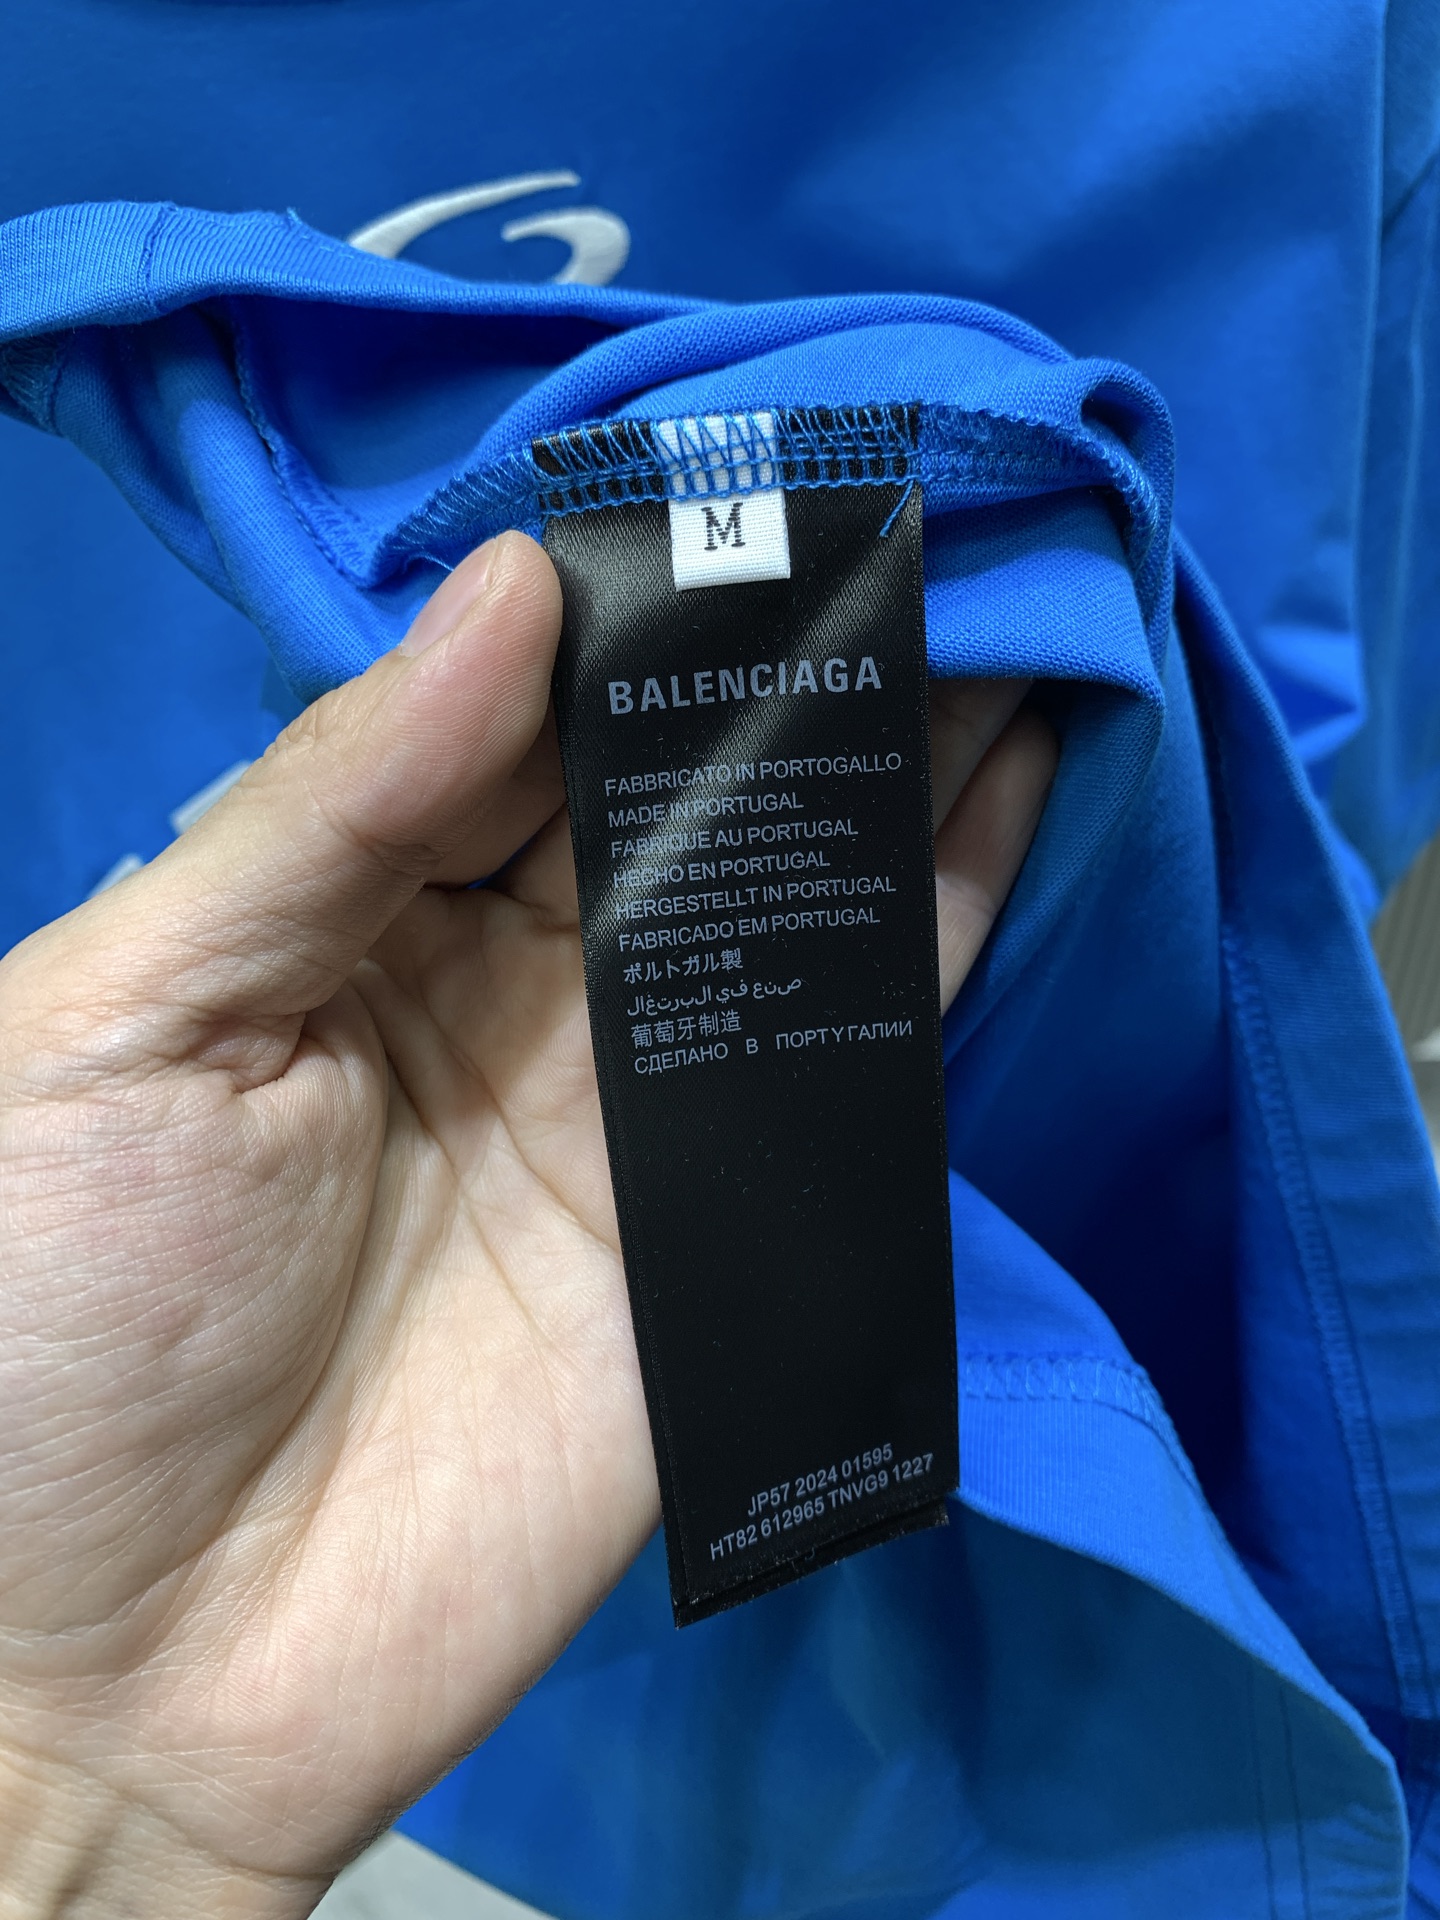 M
BALENCIAGA
FABBRICATO IN PORTOGALLO
MADE IN PORTUGAL
FABRIQUE AU PORTUGAL
HECHO EN PORTUGAL
HERGESTELLT IN PORTUGAL
FABRICADO EM PORTUGAL
ポルトガル製
صنع في البرتغال
葡萄牙制造
СДЕЛАНО В ПОРТУГАЛИИ
JP57 2024 01595
HT82 612965 TNVG9 1227